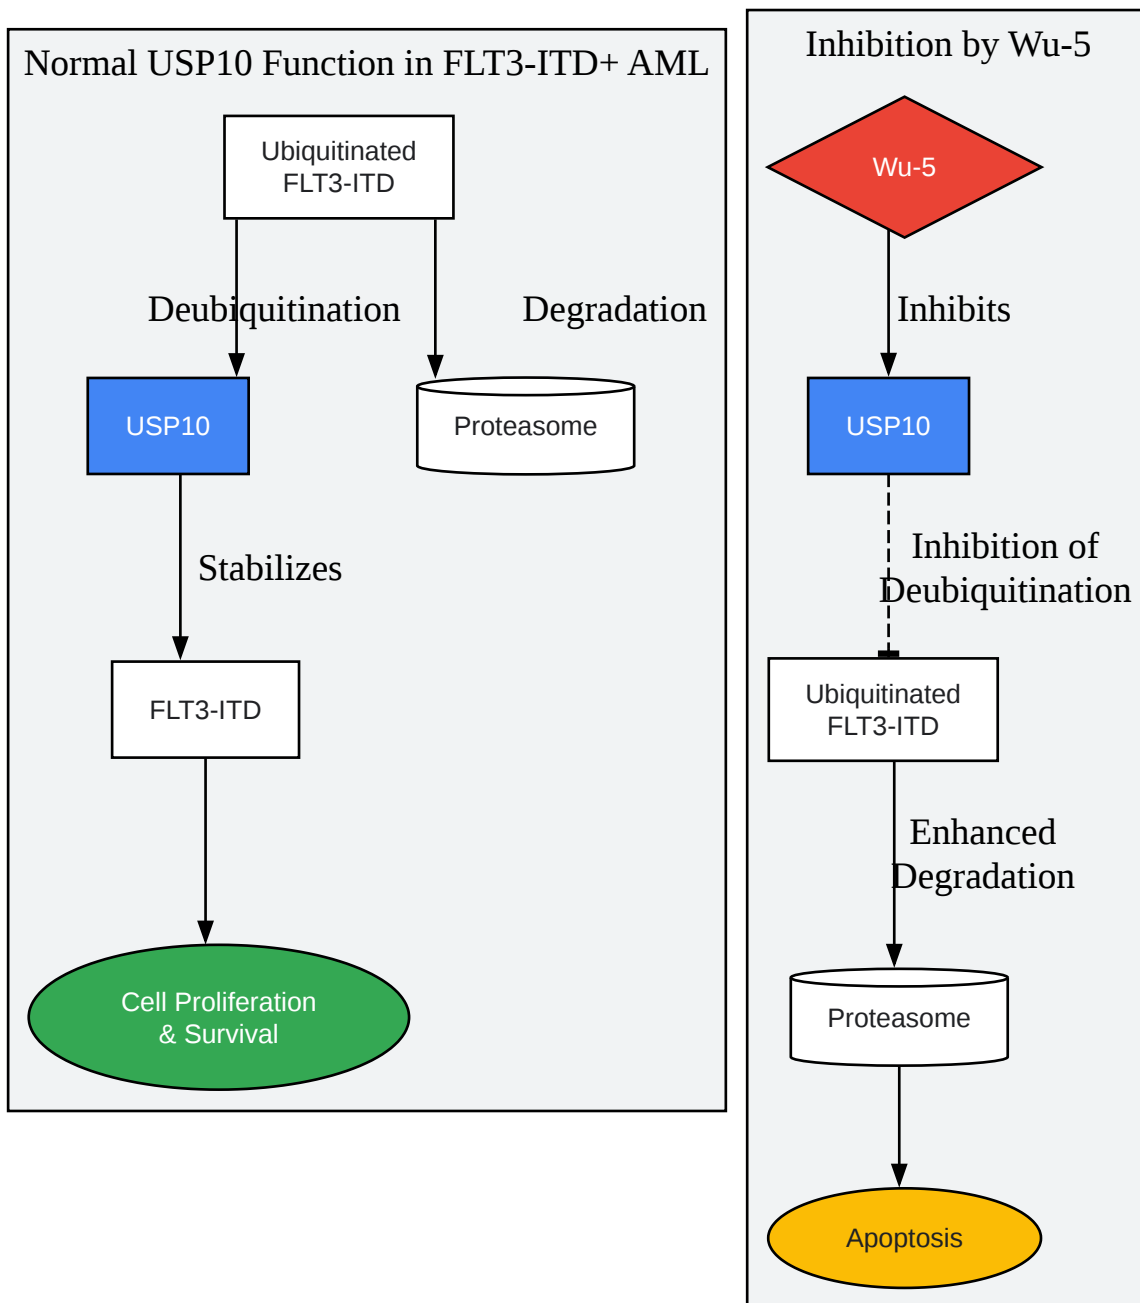 Normal USP10 Function in FLT3-ITD+ AML
Ubiquitinated
FLT3-ITD
Deubiquitination
Degradation
USP10
Proteasome
Stabilizes
FLT3-ITD
Cell Proliferation
& Survival
Inhibition by Wu-5
Wu-5
Inhibits
USP10
Inhibition of
Deubiquitination
Ubiquitinated
FLT3-ITD
Enhanced
Degradation
Proteasome
Apoptosis